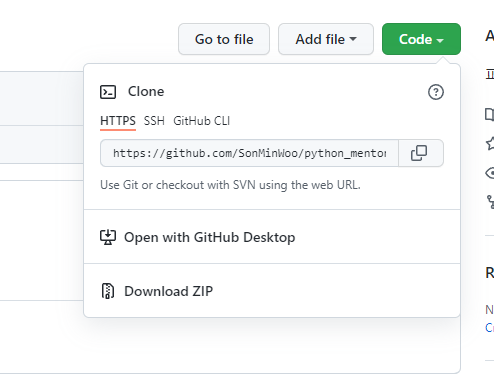 Go to file Add file Code
Clone
HTTPS SSH GitHub CLI
https://github.com/SonMinWoo/python_mentor
Use Git or checkout with SVN using the web URL.
Open with GitHub Desktop
Download ZIP
A
R
N